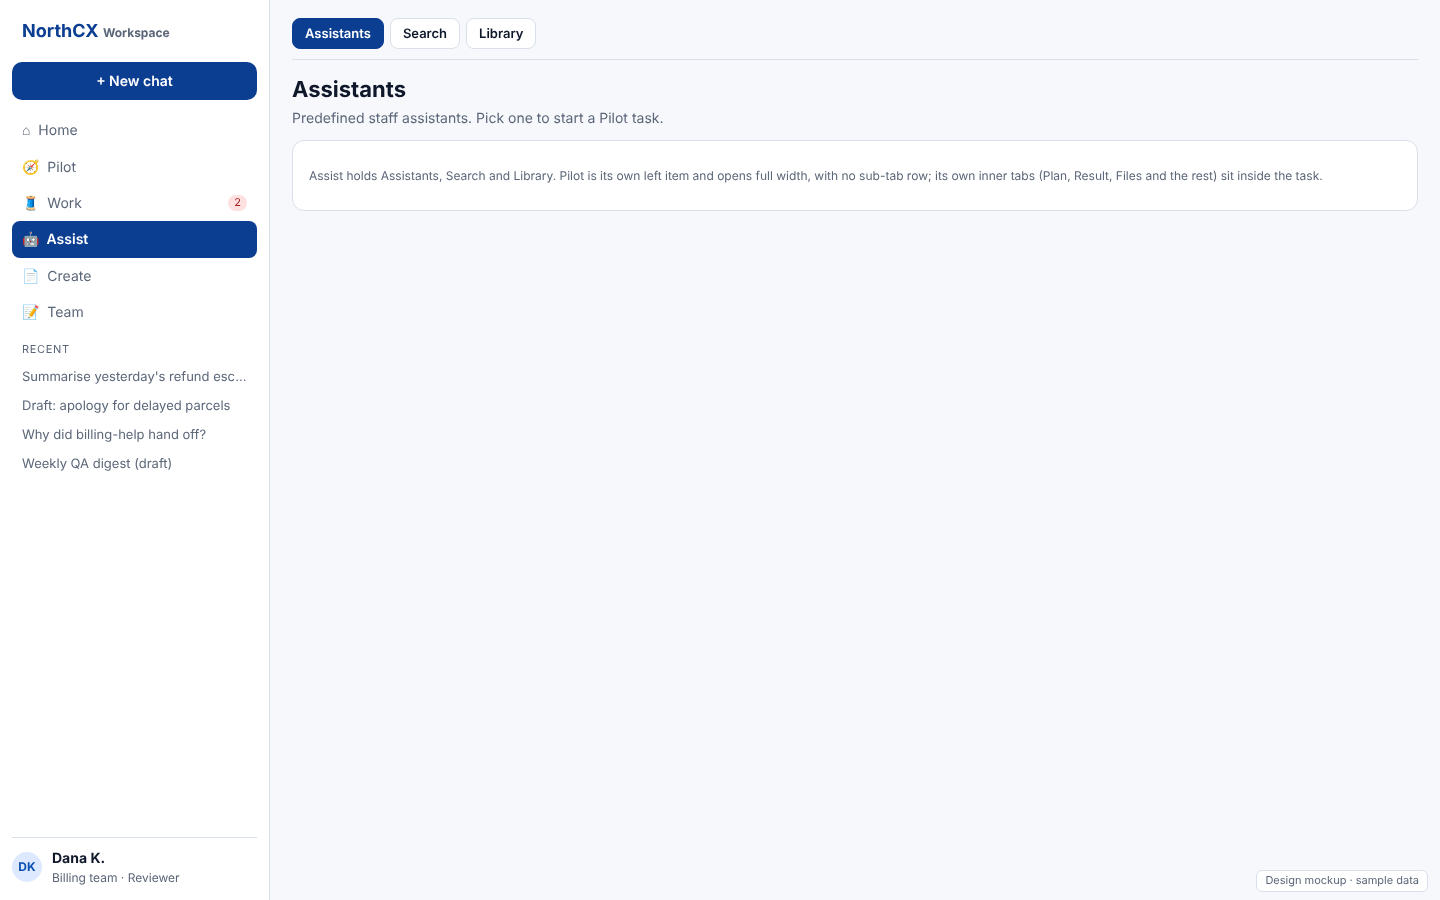 NorthCX Workspace
+ New chat
Home
Pilot
Work 2
Assist
Create
Team
RECENT
Summarise yesterday's refund esc...
Draft: apology for delayed parcels
Why did billing-help hand off?
Weekly QA digest (draft)
DK
Dana K.
Billing team · Reviewer
Assistants Search Library
Assistants
Predefined staff assistants. Pick one to start a Pilot task.
Assist holds Assistants, Search and Library. Pilot is its own left item and opens full width, with no sub-tab row; its own inner tabs (Plan, Result, Files and the rest) sit inside the task.
Design mockup · sample data